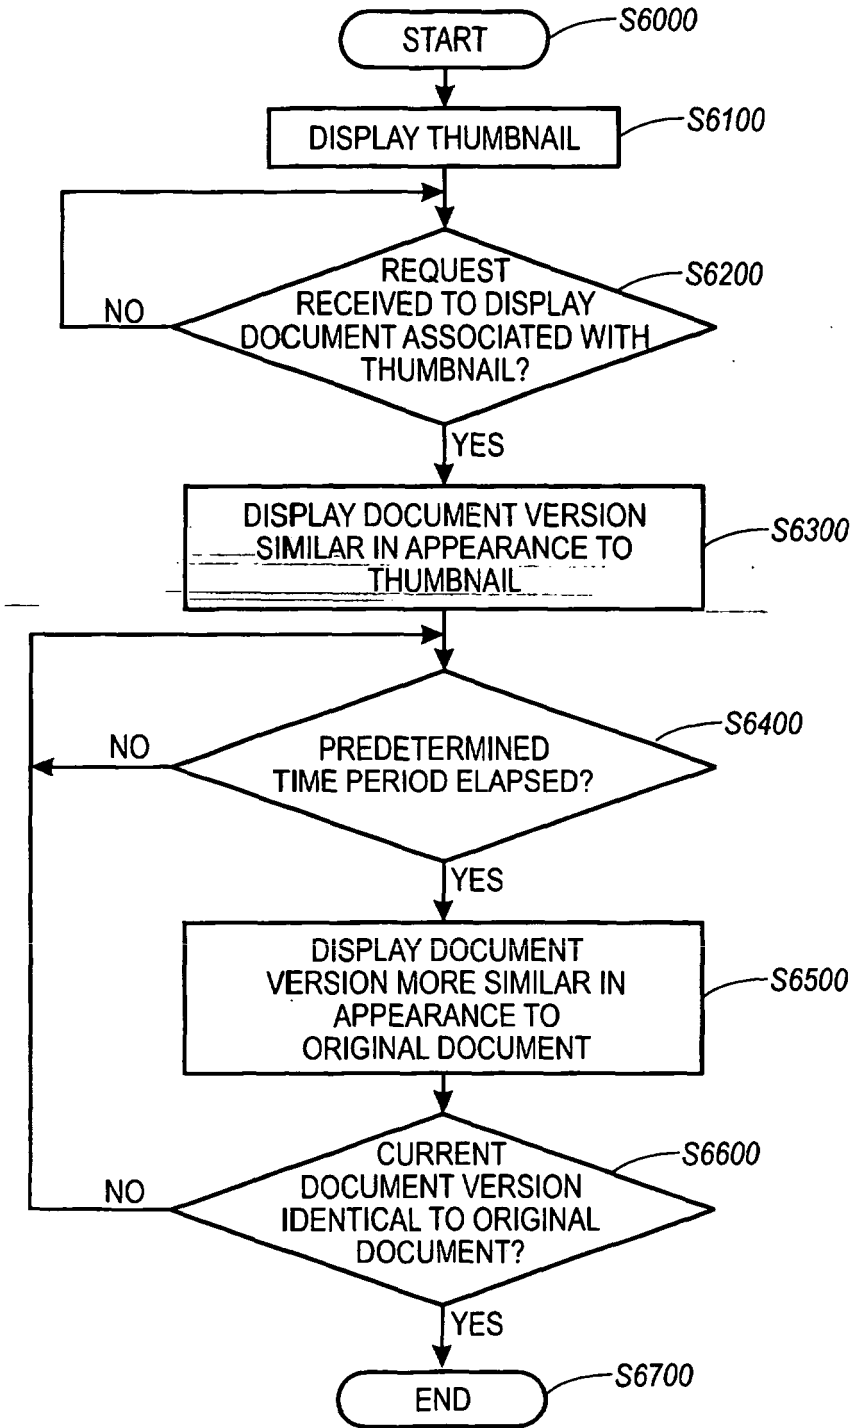 START
S6000
DISPLAY THUMBNAIL
S6100
REQUEST
RECEIVED TO DISPLAY
DOCUMENT ASSOCIATED WITH
THUMBNAIL?
S6200
NO
YES
DISPLAY DOCUMENT VERSION
SIMILAR IN APPEARANCE TO
THUMBNAIL
S6300
PREDETERMINED
TIME PERIOD ELAPSED?
S6400
NO
YES
DISPLAY DOCUMENT
VERSION MORE SIMILAR IN
APPEARANCE TO
ORIGINAL DOCUMENT
S6500
CURRENT
DOCUMENT VERSION
IDENTICAL TO ORIGINAL
DOCUMENT?
S6600
NO
YES
END
S6700